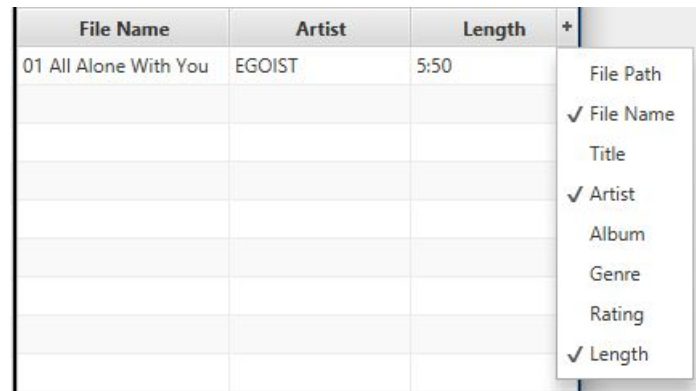 File Name Artist Length +
01 All Alone With You EGOIST 5:50
File Path
✓ File Name
Title
✓ Artist
Album
Genre
Rating
✓ Length